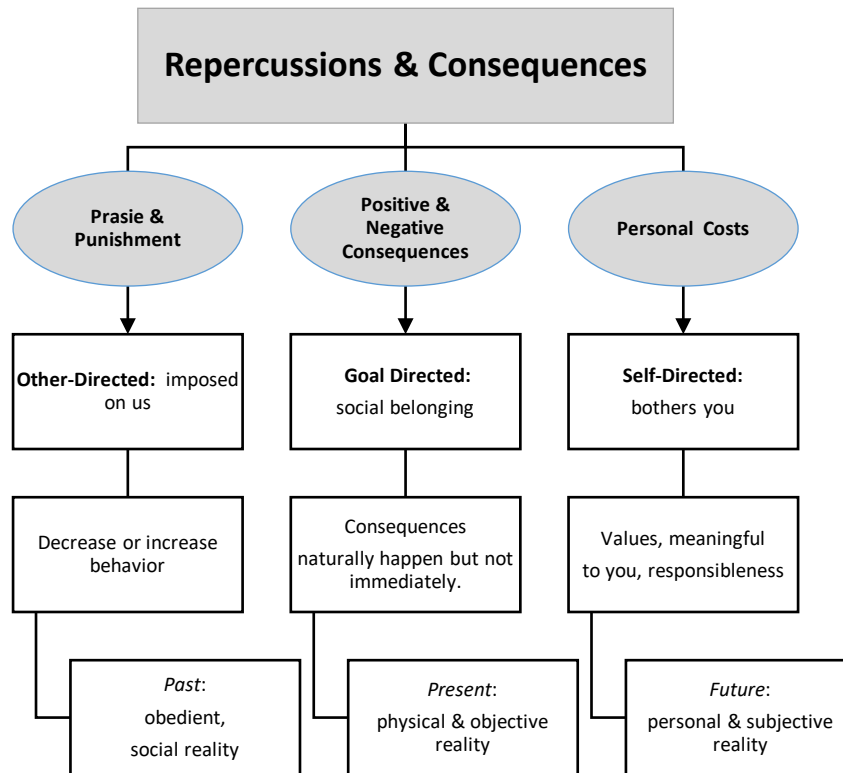 Repercussions & Consequences
Prasie &
Punishment
Positive &
Negative
Consequences
Personal Costs
Other-Directed: imposed
on us
Goal Directed:
social belonging
Self-Directed:
bothers you
Decrease or increase
behavior
Consequences
naturally happen but not
immediately.
Values, meaningful
to you, responsibleness
Past:
obedient,
social reality
Present:
physical & objective
reality
Future:
personal & subjective
reality